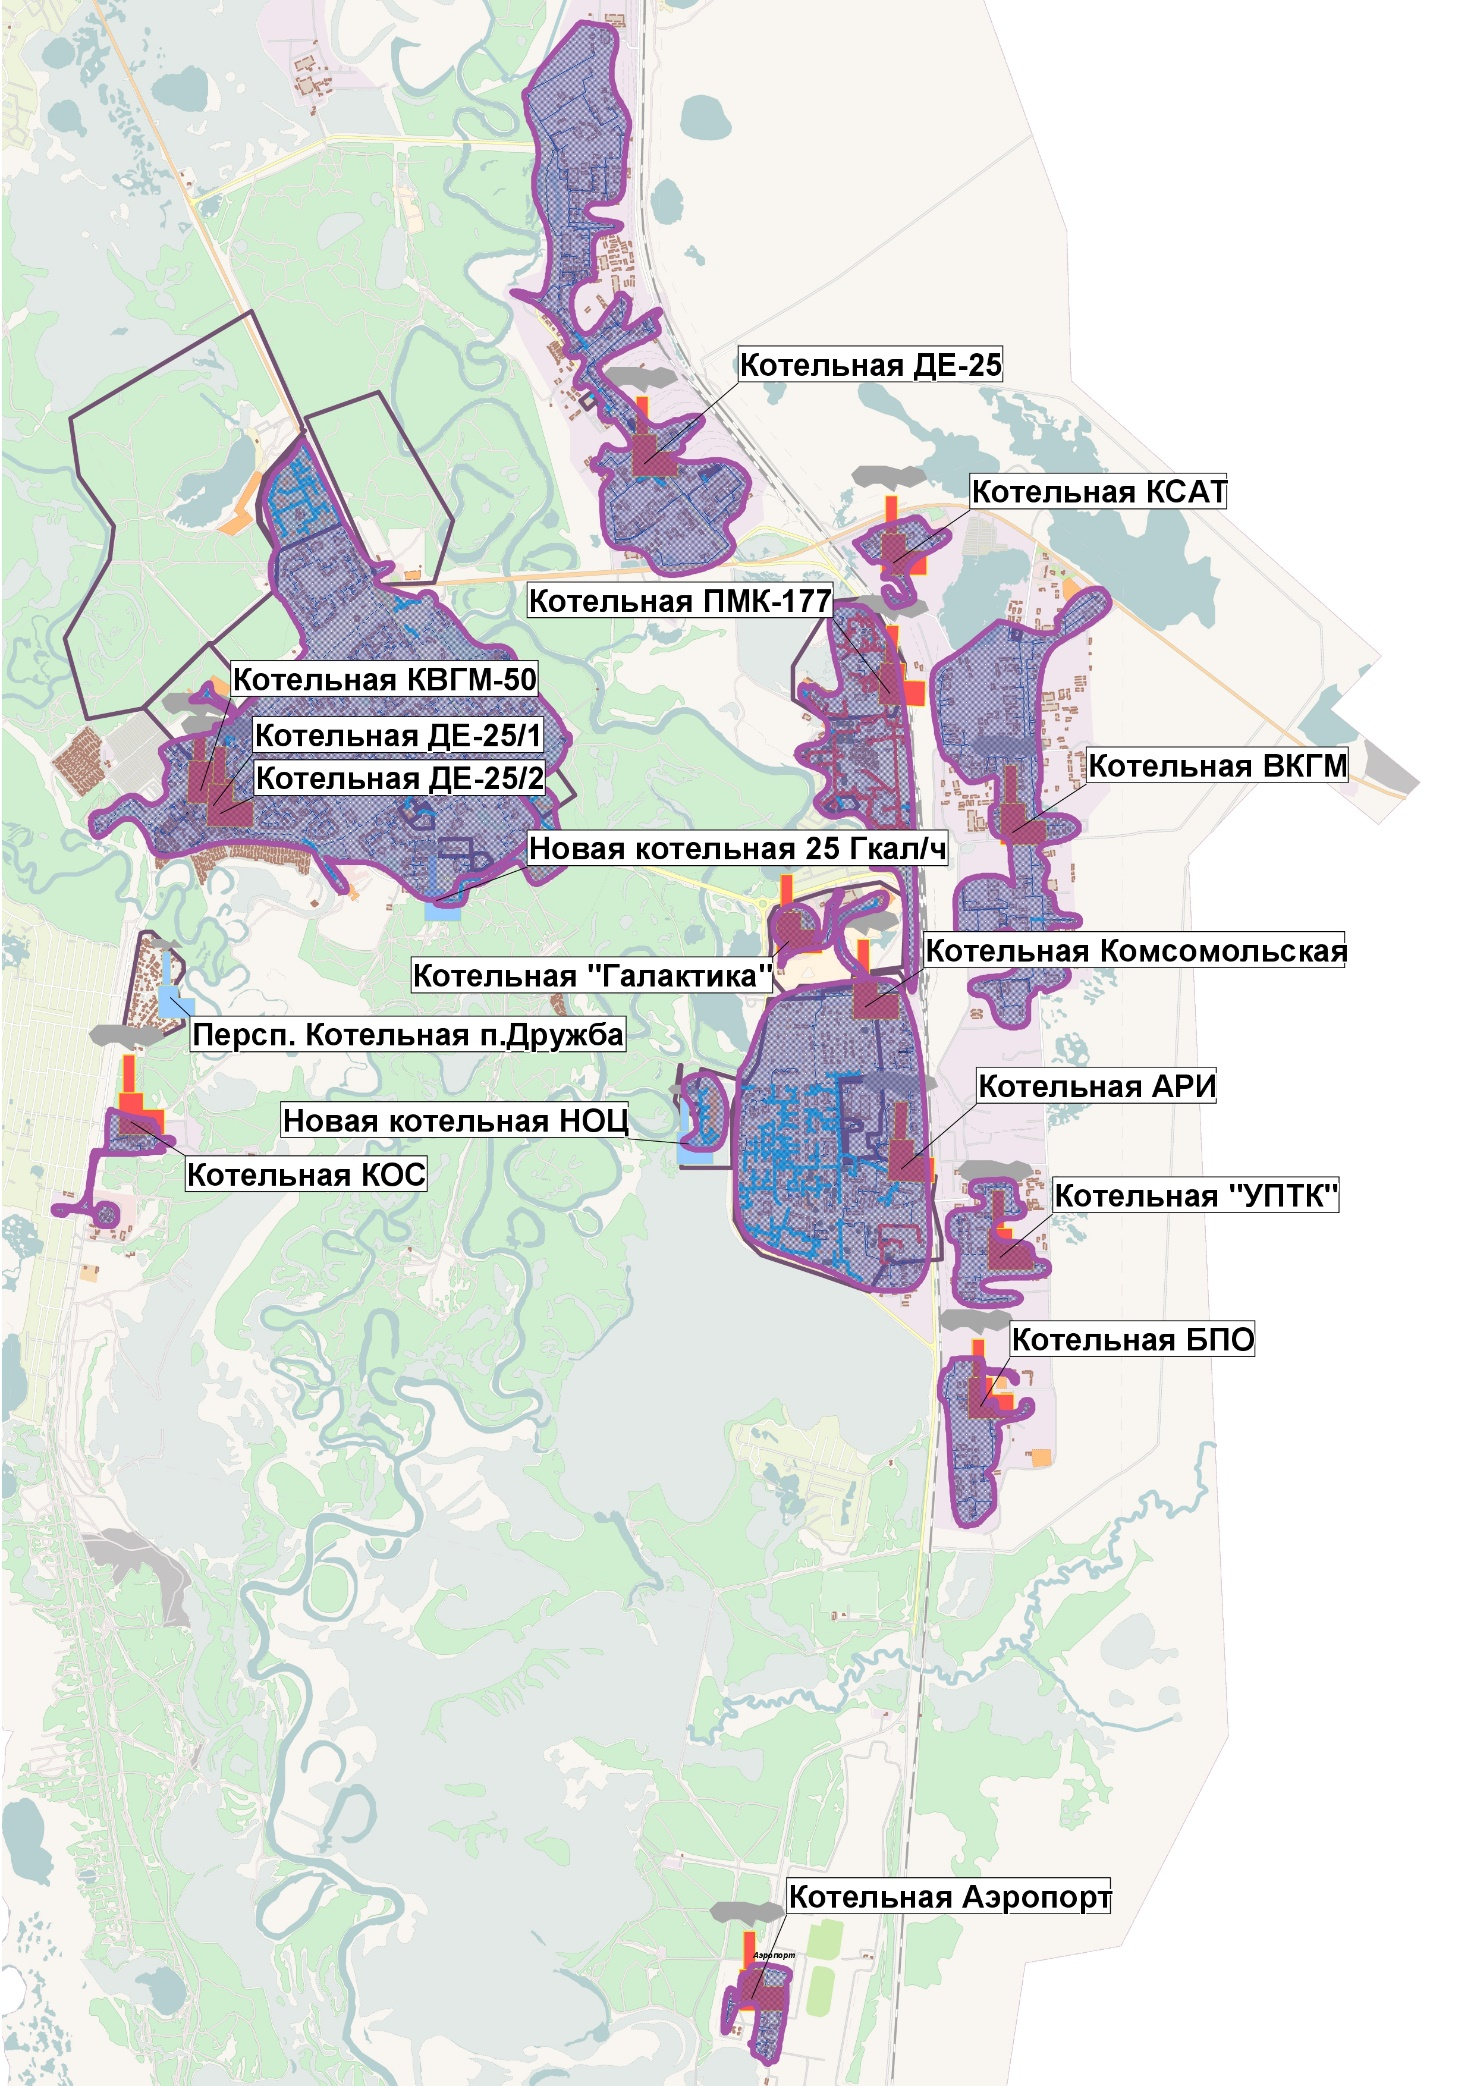 Котельная ДЕ-25
Котельная КСАТ
Котельная ПМК-177
Котельная КВГМ-50
Котельная ДЕ-25/1
Котельная ДЕ-25/2
Котельная ВКГМ
Новая котельная 25 Гкал/ч
Котельная Комсомольская
Котельная "Галактика"
Персп. Котельная п.Дружба
Котельная АРИ
Новая котельная НОЦ
Котельная КОС
Котельная "УПТК"
Котельная БПО
Котельная Аэропорт
Аэропорт